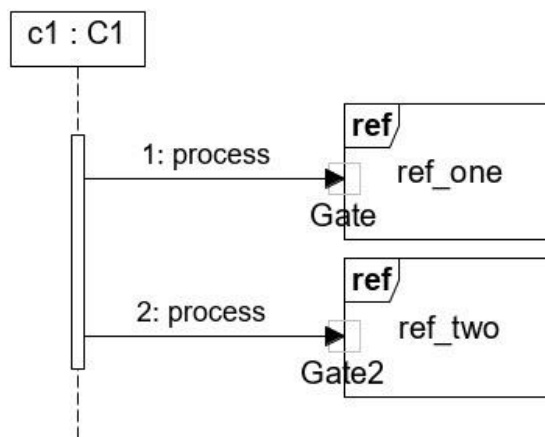 c1 : C1
ref
1: process
ref_one
Gate
ref
2: process
ref_two
Gate2